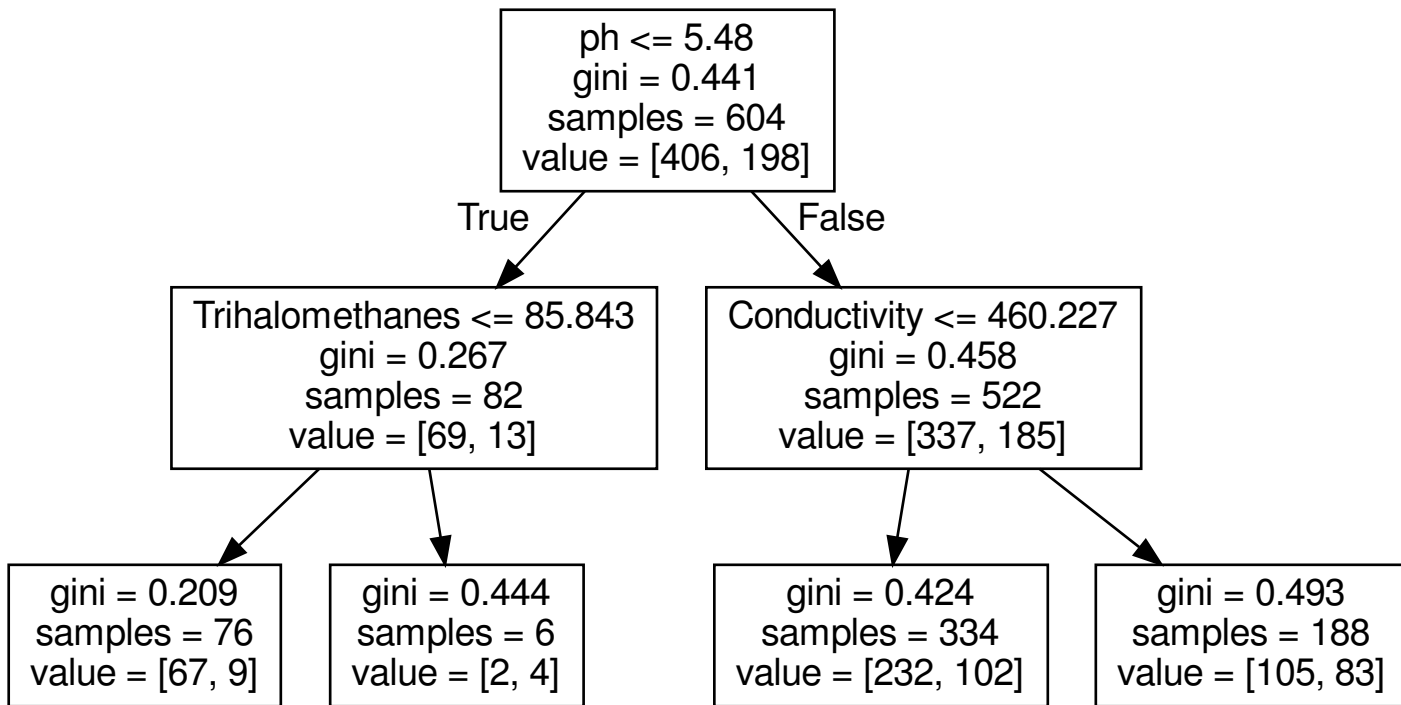 ph <= 5.48
gini = 0.441
samples = 604
value = [406, 198]
True
False
Trihalomethanes <= 85.843
gini = 0.267
samples = 82
value = [69, 13]
Conductivity <= 460.227
gini = 0.458
samples = 522
value = [337, 185]
gini = 0.209
samples = 76
value = [67, 9]
gini = 0.444
samples = 6
value = [2, 4]
gini = 0.424
samples = 334
value = [232, 102]
gini = 0.493
samples = 188
value = [105, 83]